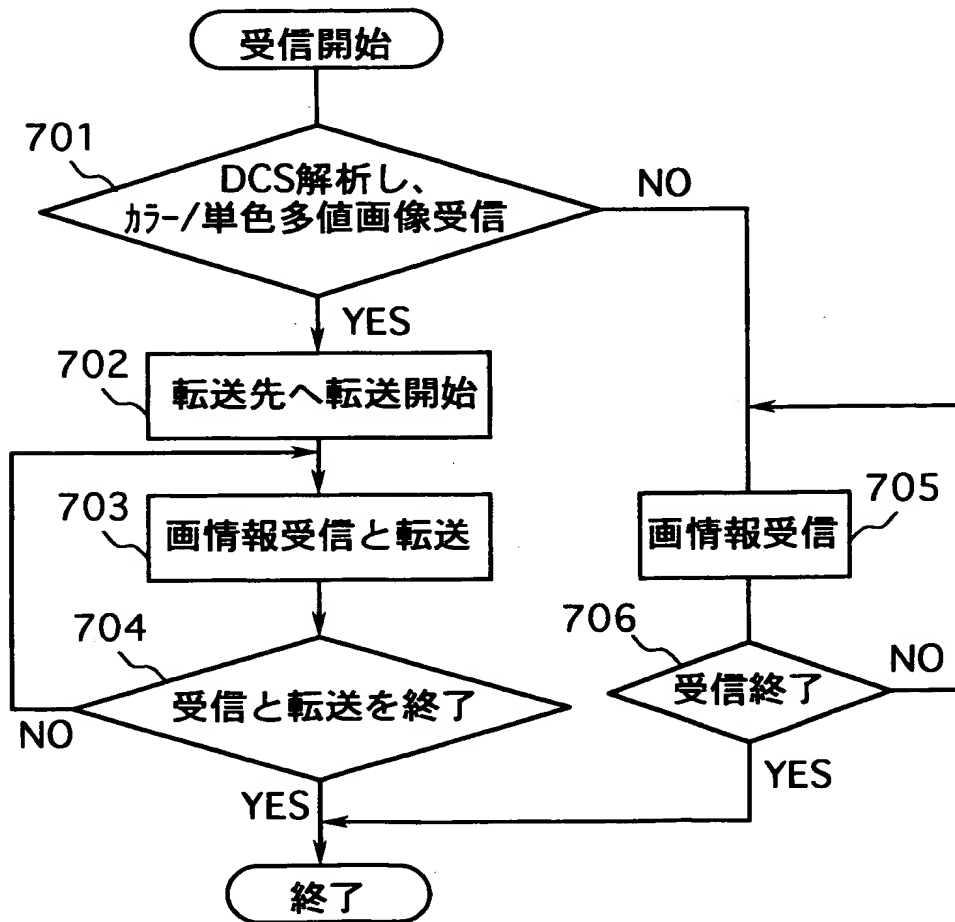 受信開始
701
DCS解析し、
ｶﾗｰ/単色多値画像受信
NO
YES
702
転送先へ転送開始
703
画情報受信と転送
705
画情報受信
704
受信と転送を終了
NO
YES
706
受信終了
NO
YES
終了